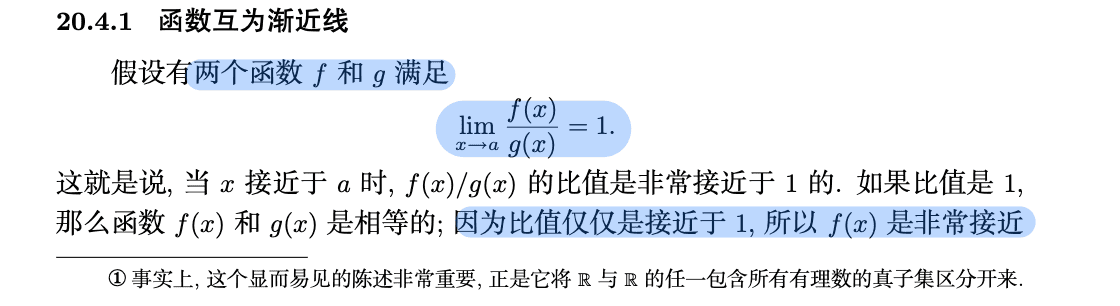 20.4.1 函数互为渐近线
假设有两个函数 f 和 g 满足
lim x→a f(x)/g(x) = 1.
这就是说, 当 x 接近于 a 时, f(x)/g(x) 的比值是非常接近于 1 的. 如果比值是 1,
那么函数 f(x) 和 g(x) 是相等的; 因为比值仅仅是接近于 1, 所以 f(x) 是非常接近
① 事实上, 这个显而易见的陈述非常重要, 正是它将 ℝ 与 ℝ 的任一包含所有有理数的真子集区分开来.